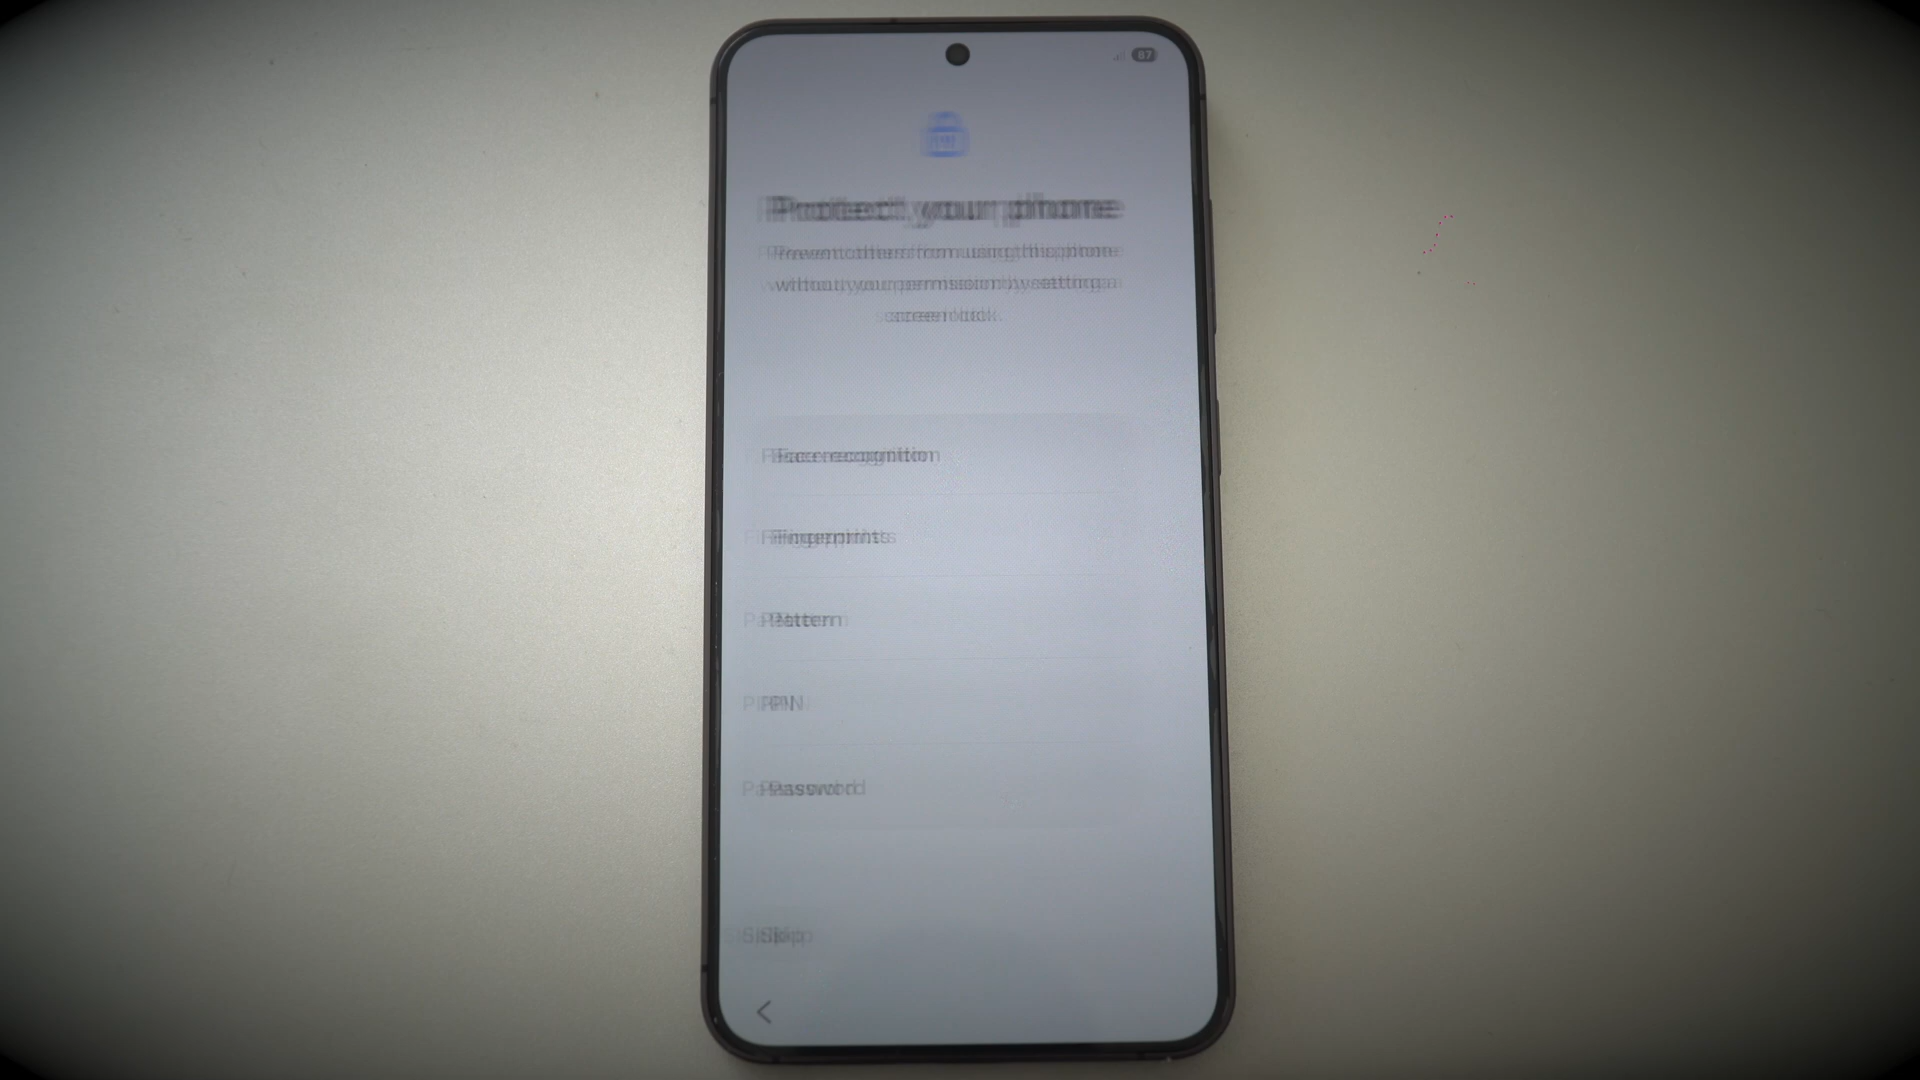 67
Protect your phone
Prevent others from using this phone
without your permission by setting a
screen lock.
Face recognition
Fingerprints
Pattern
PIN
Password
Skip